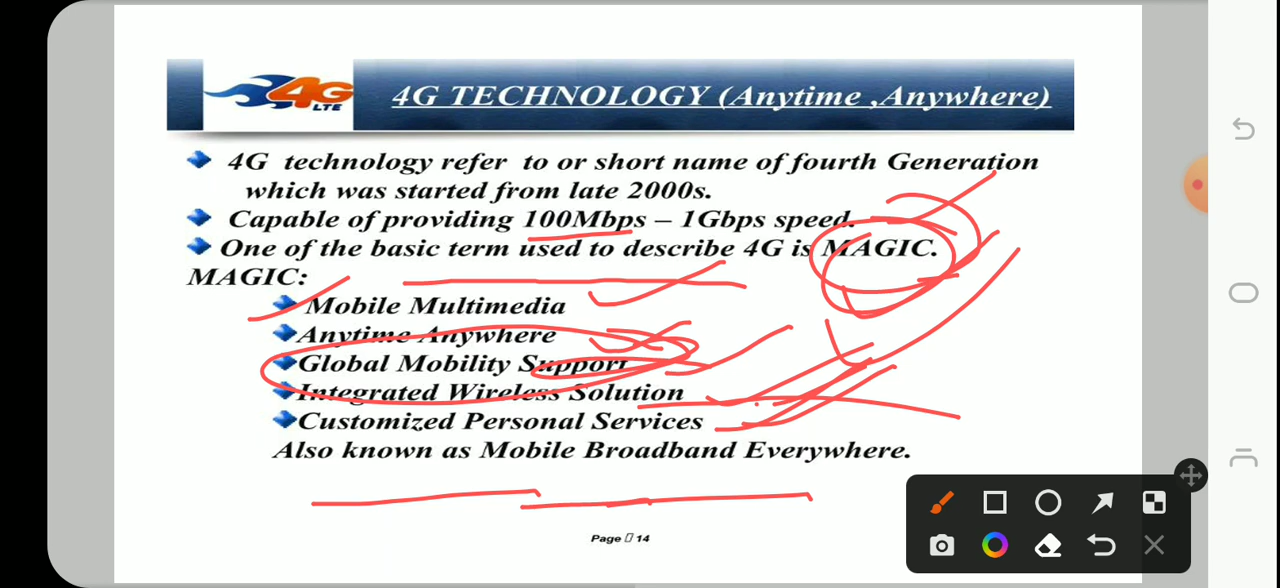 4G
LTE
4G TECHNOLOGY (Anytime ,Anywhere)
4G technology refer to or short name of fourth Generation
which was started from late 2000s.
Capable of providing 100Mbps – 1Gbps speed.
One of the basic term used to describe 4G is MAGIC.
MAGIC:
Mobile Multimedia
Anytime Anywhere
Global Mobility Support
Integrated Wireless Solution
Customized Personal Services
Also known as Mobile Broadband Everywhere.
Page 14